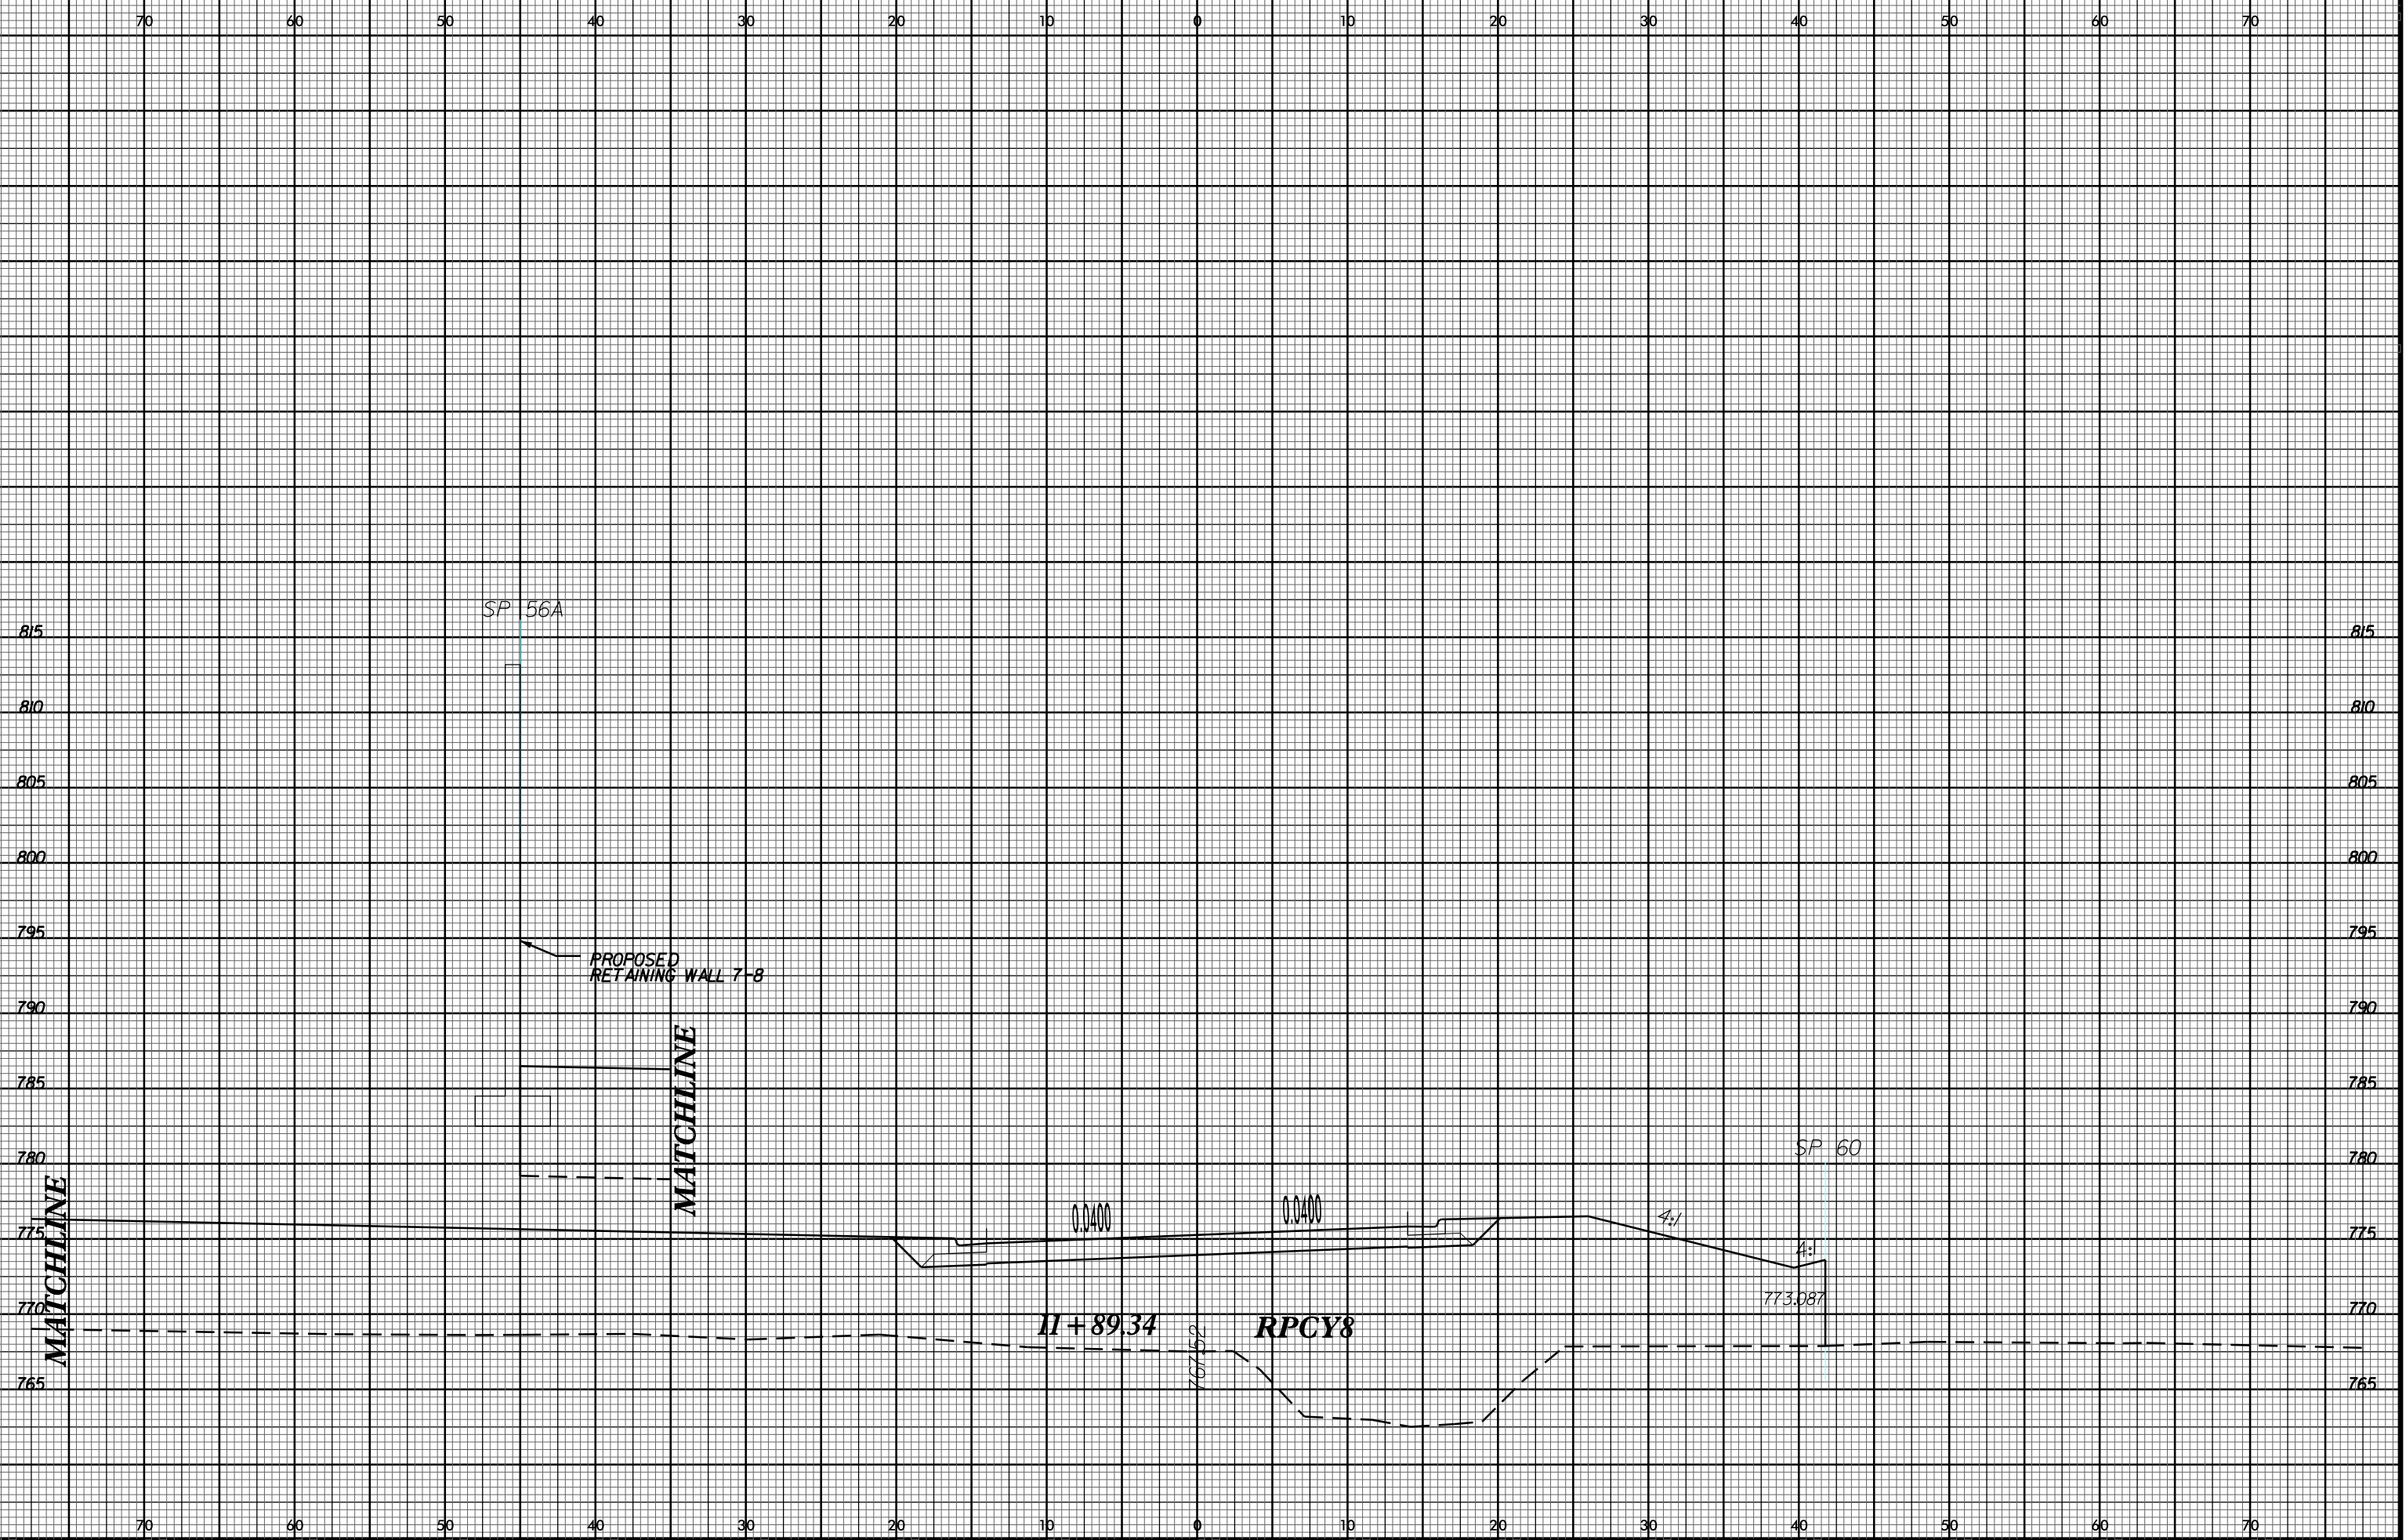 70 60 50 40 30 20 10 0 10 20 30 40 50 60 70
SP 56A
815 815
810 810
805 805
800 800
795 795
PROPOSED
RETAINING WALL 7-8
790 790
MATCHLINE
785 785
SP 60
780 780
MATCHLINE
0.0400 0.0400
4:1
775 775
4:1
773.087
770 770
11+89.34 RPCY8
767.52
765 765
70 60 50 40 30 20 10 0 10 20 30 40 50 60 70